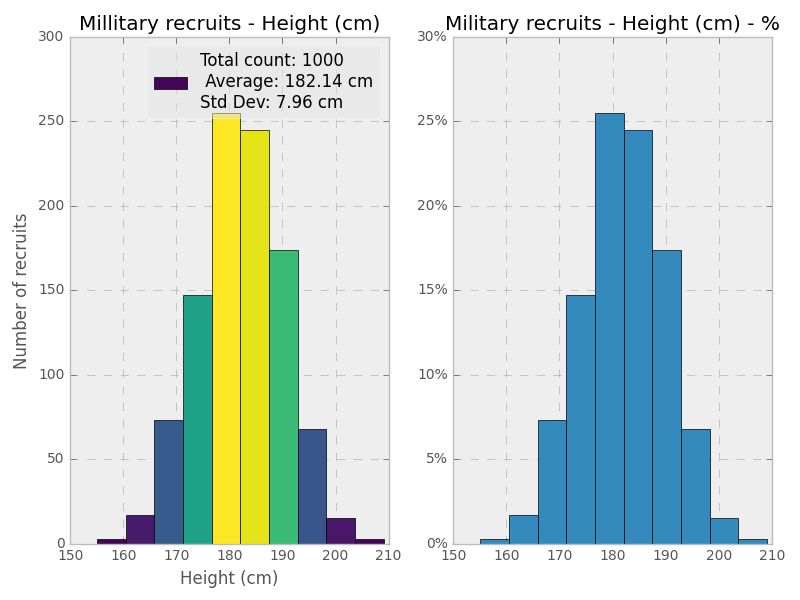 Millitary recruits - Height (cm)
300
250
200
150
100
50
0
Number of recruits
Total count: 1000
Average: 182.14 cm
Std Dev: 7.96 cm
150 160 170 180 190 200 210
Height (cm)
Military recruits - Height (cm) - %
30%
25%
20%
15%
10%
5%
0%
150 160 170 180 190 200 210